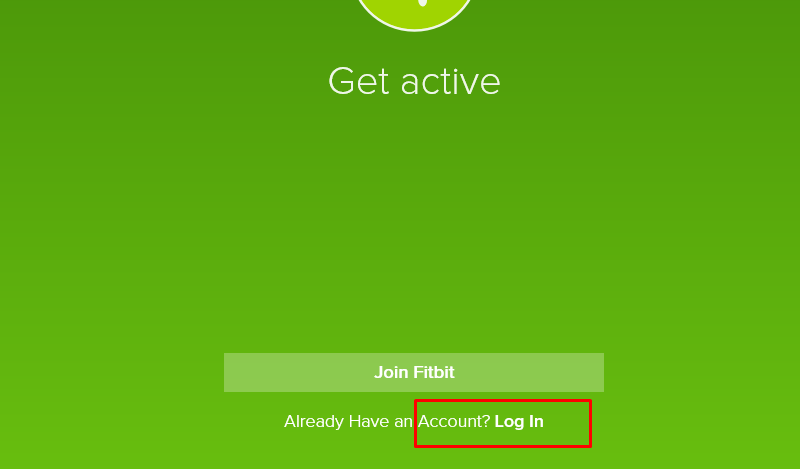 Get active
Join Fitbit
Already Have an Account? Log In